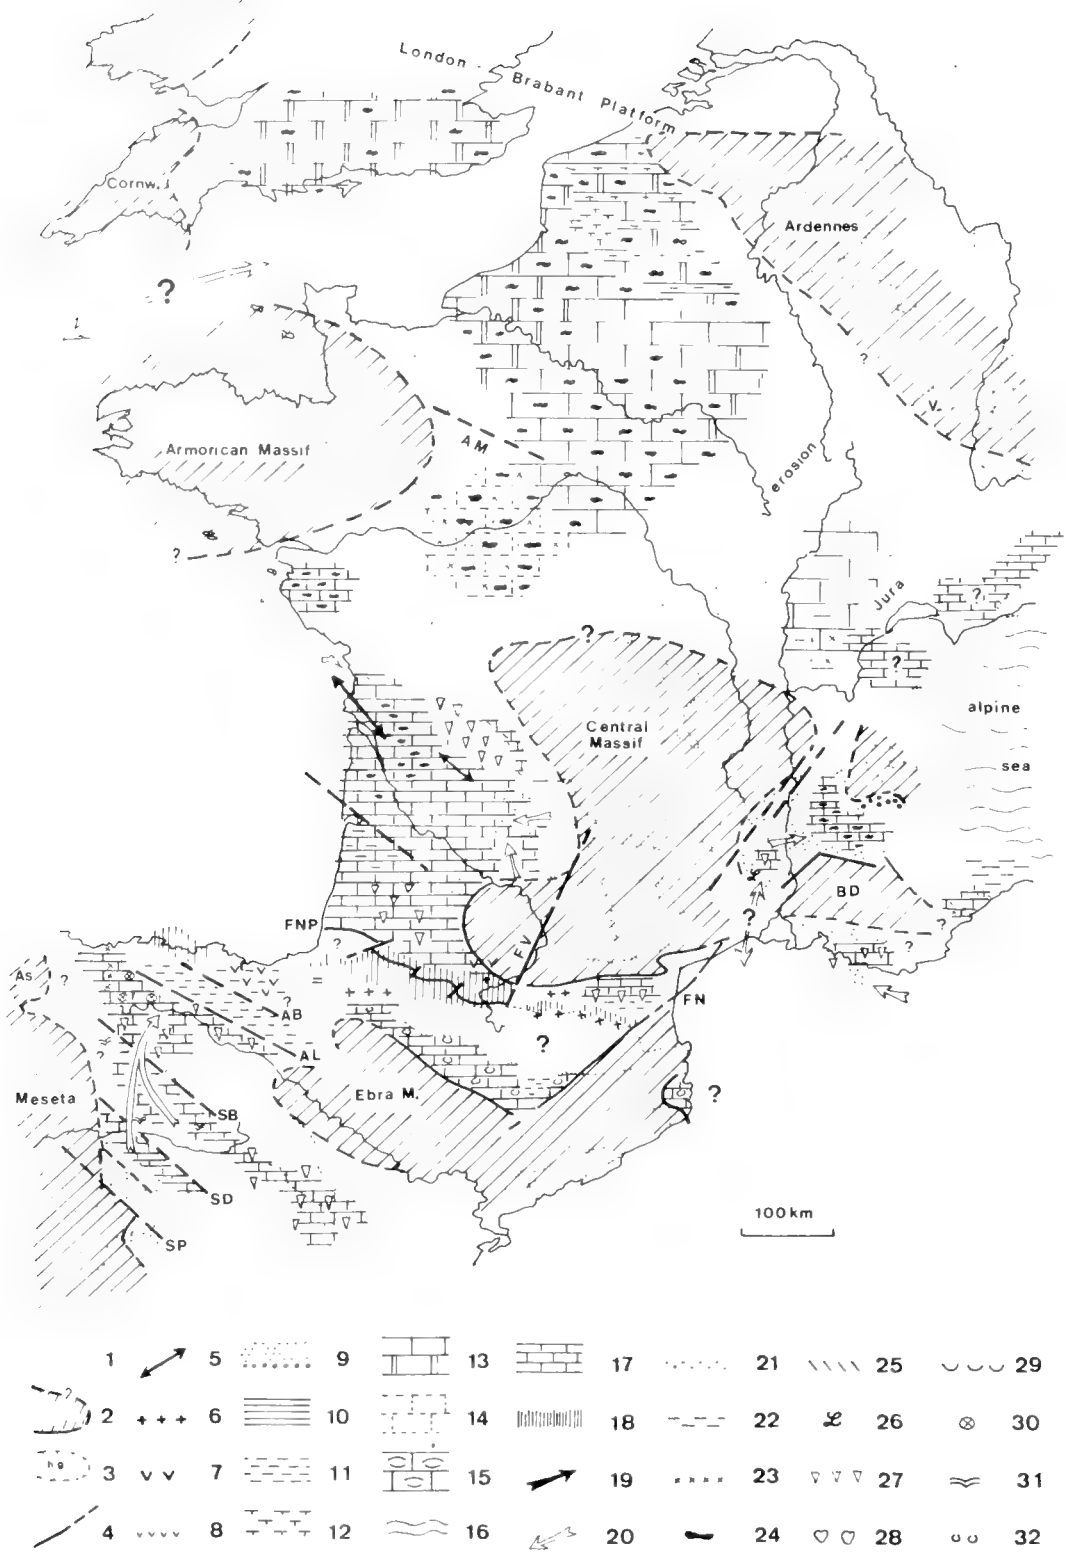 London - Brabant Platform
Cornw.
Ardennes
?
?
V.
AM
Armorican Massif
erosion
?
Jura
?
?
?
Central
Massif
alpine
sea
BD
FNP
?
FV
?
?
?
As
?
=
?
AB
FN
?
AL
?
Meseta
Ebra M.
?
SB
SD
SP
100 km
1 5 9 13 17 21 25 29
? 2 6 10 14 18 22 26 30
hg 3 7 11 15 19 23 27 31
4 8 12 16 20 24 28 32